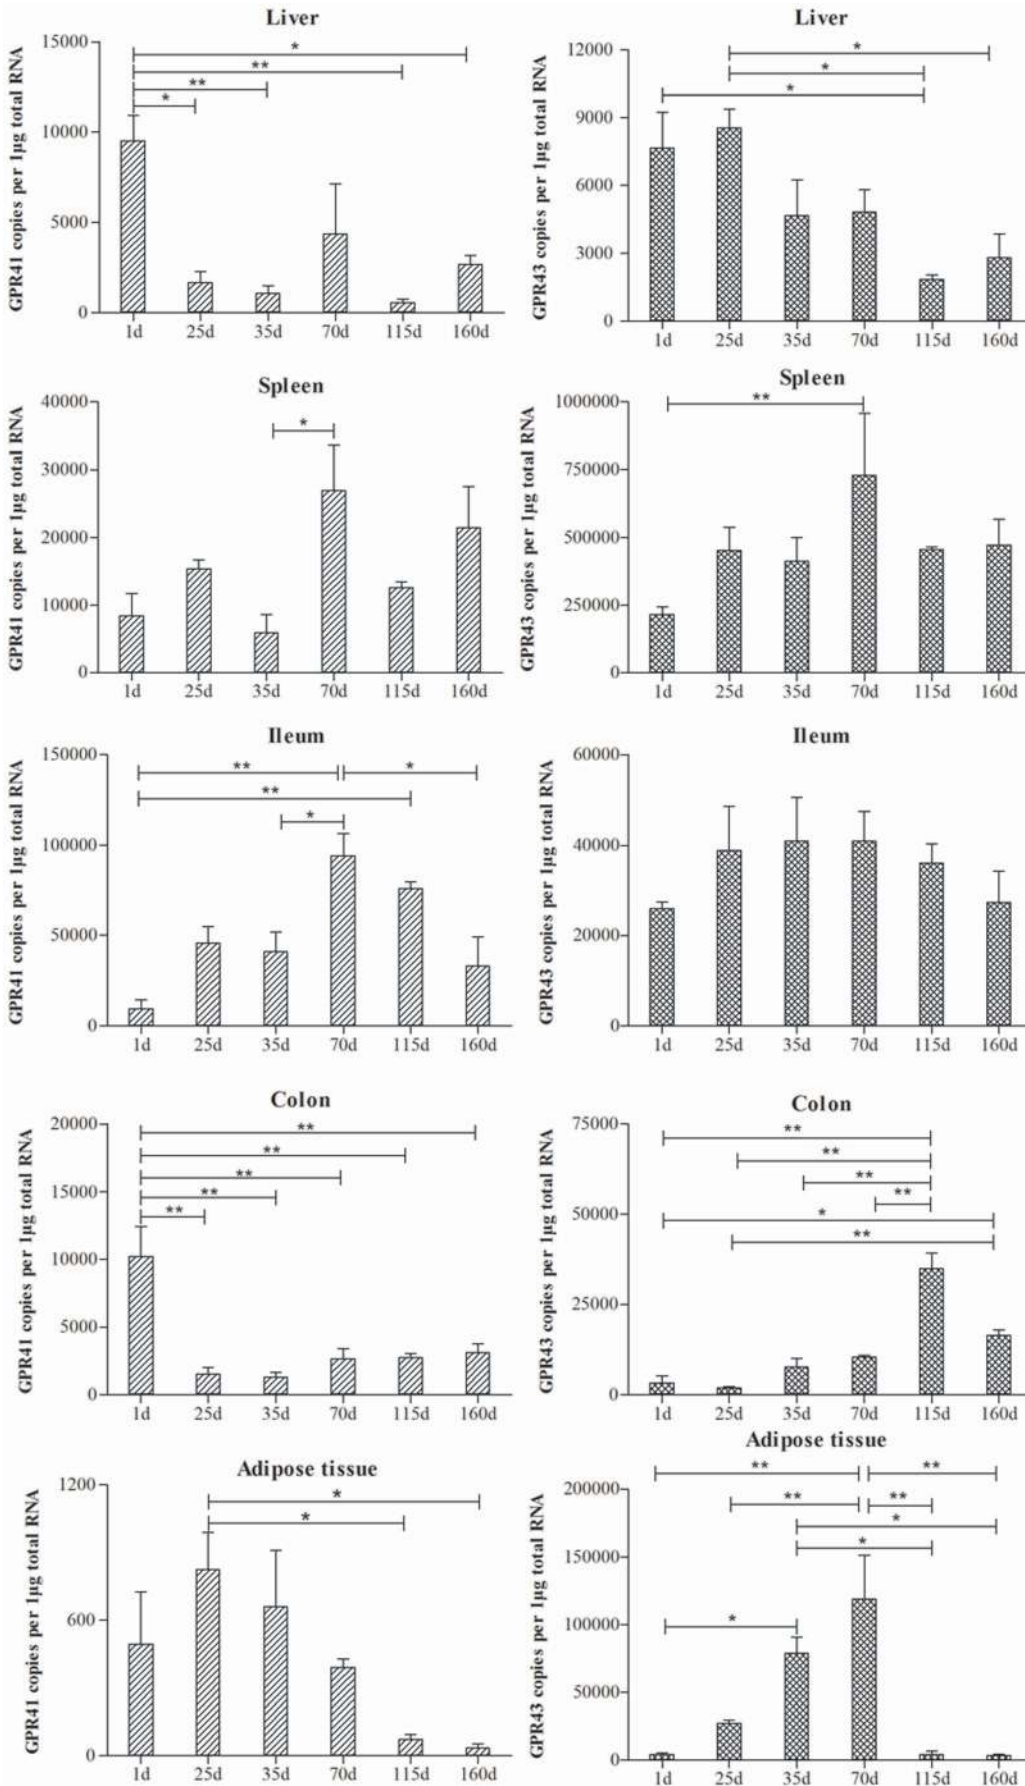 Liver
GPR41 copies per 1µg total RNA
15000
10000
5000
0
*
**
**
*
1d 25d 35d 70d 115d 160d
Liver
GPR43 copies per 1µg total RNA
12000
9000
6000
3000
0
*
*
*
1d 25d 35d 70d 115d 160d
Spleen
GPR41 copies per 1µg total RNA
40000
30000
20000
10000
0
*
1d 25d 35d 70d 115d 160d
Spleen
GPR43 copies per 1µg total RNA
1000000
750000
500000
250000
0
**
1d 25d 35d 70d 115d 160d
Ileum
GPR41 copies per 1µg total RNA
150000
100000
50000
0
** *
**
*
1d 25d 35d 70d 115d 160d
Ileum
GPR43 copies per 1µg total RNA
60000
40000
20000
0
1d 25d 35d 70d 115d 160d
Colon
GPR41 copies per 1µg total RNA
20000
15000
10000
5000
0
**
**
**
**
**
1d 25d 35d 70d 115d 160d
Colon
GPR43 copies per 1µg total RNA
75000
50000
25000
0
**
**
**
**
*
**
1d 25d 35d 70d 115d 160d
Adipose tissue
GPR41 copies per 1µg total RNA
1200
600
0
*
*
1d 25d 35d 70d 115d 160d
Adipose tissue
GPR43 copies per 1µg total RNA
200000
150000
100000
50000
0
** **
** **
*
*
*
1d 25d 35d 70d 115d 160d